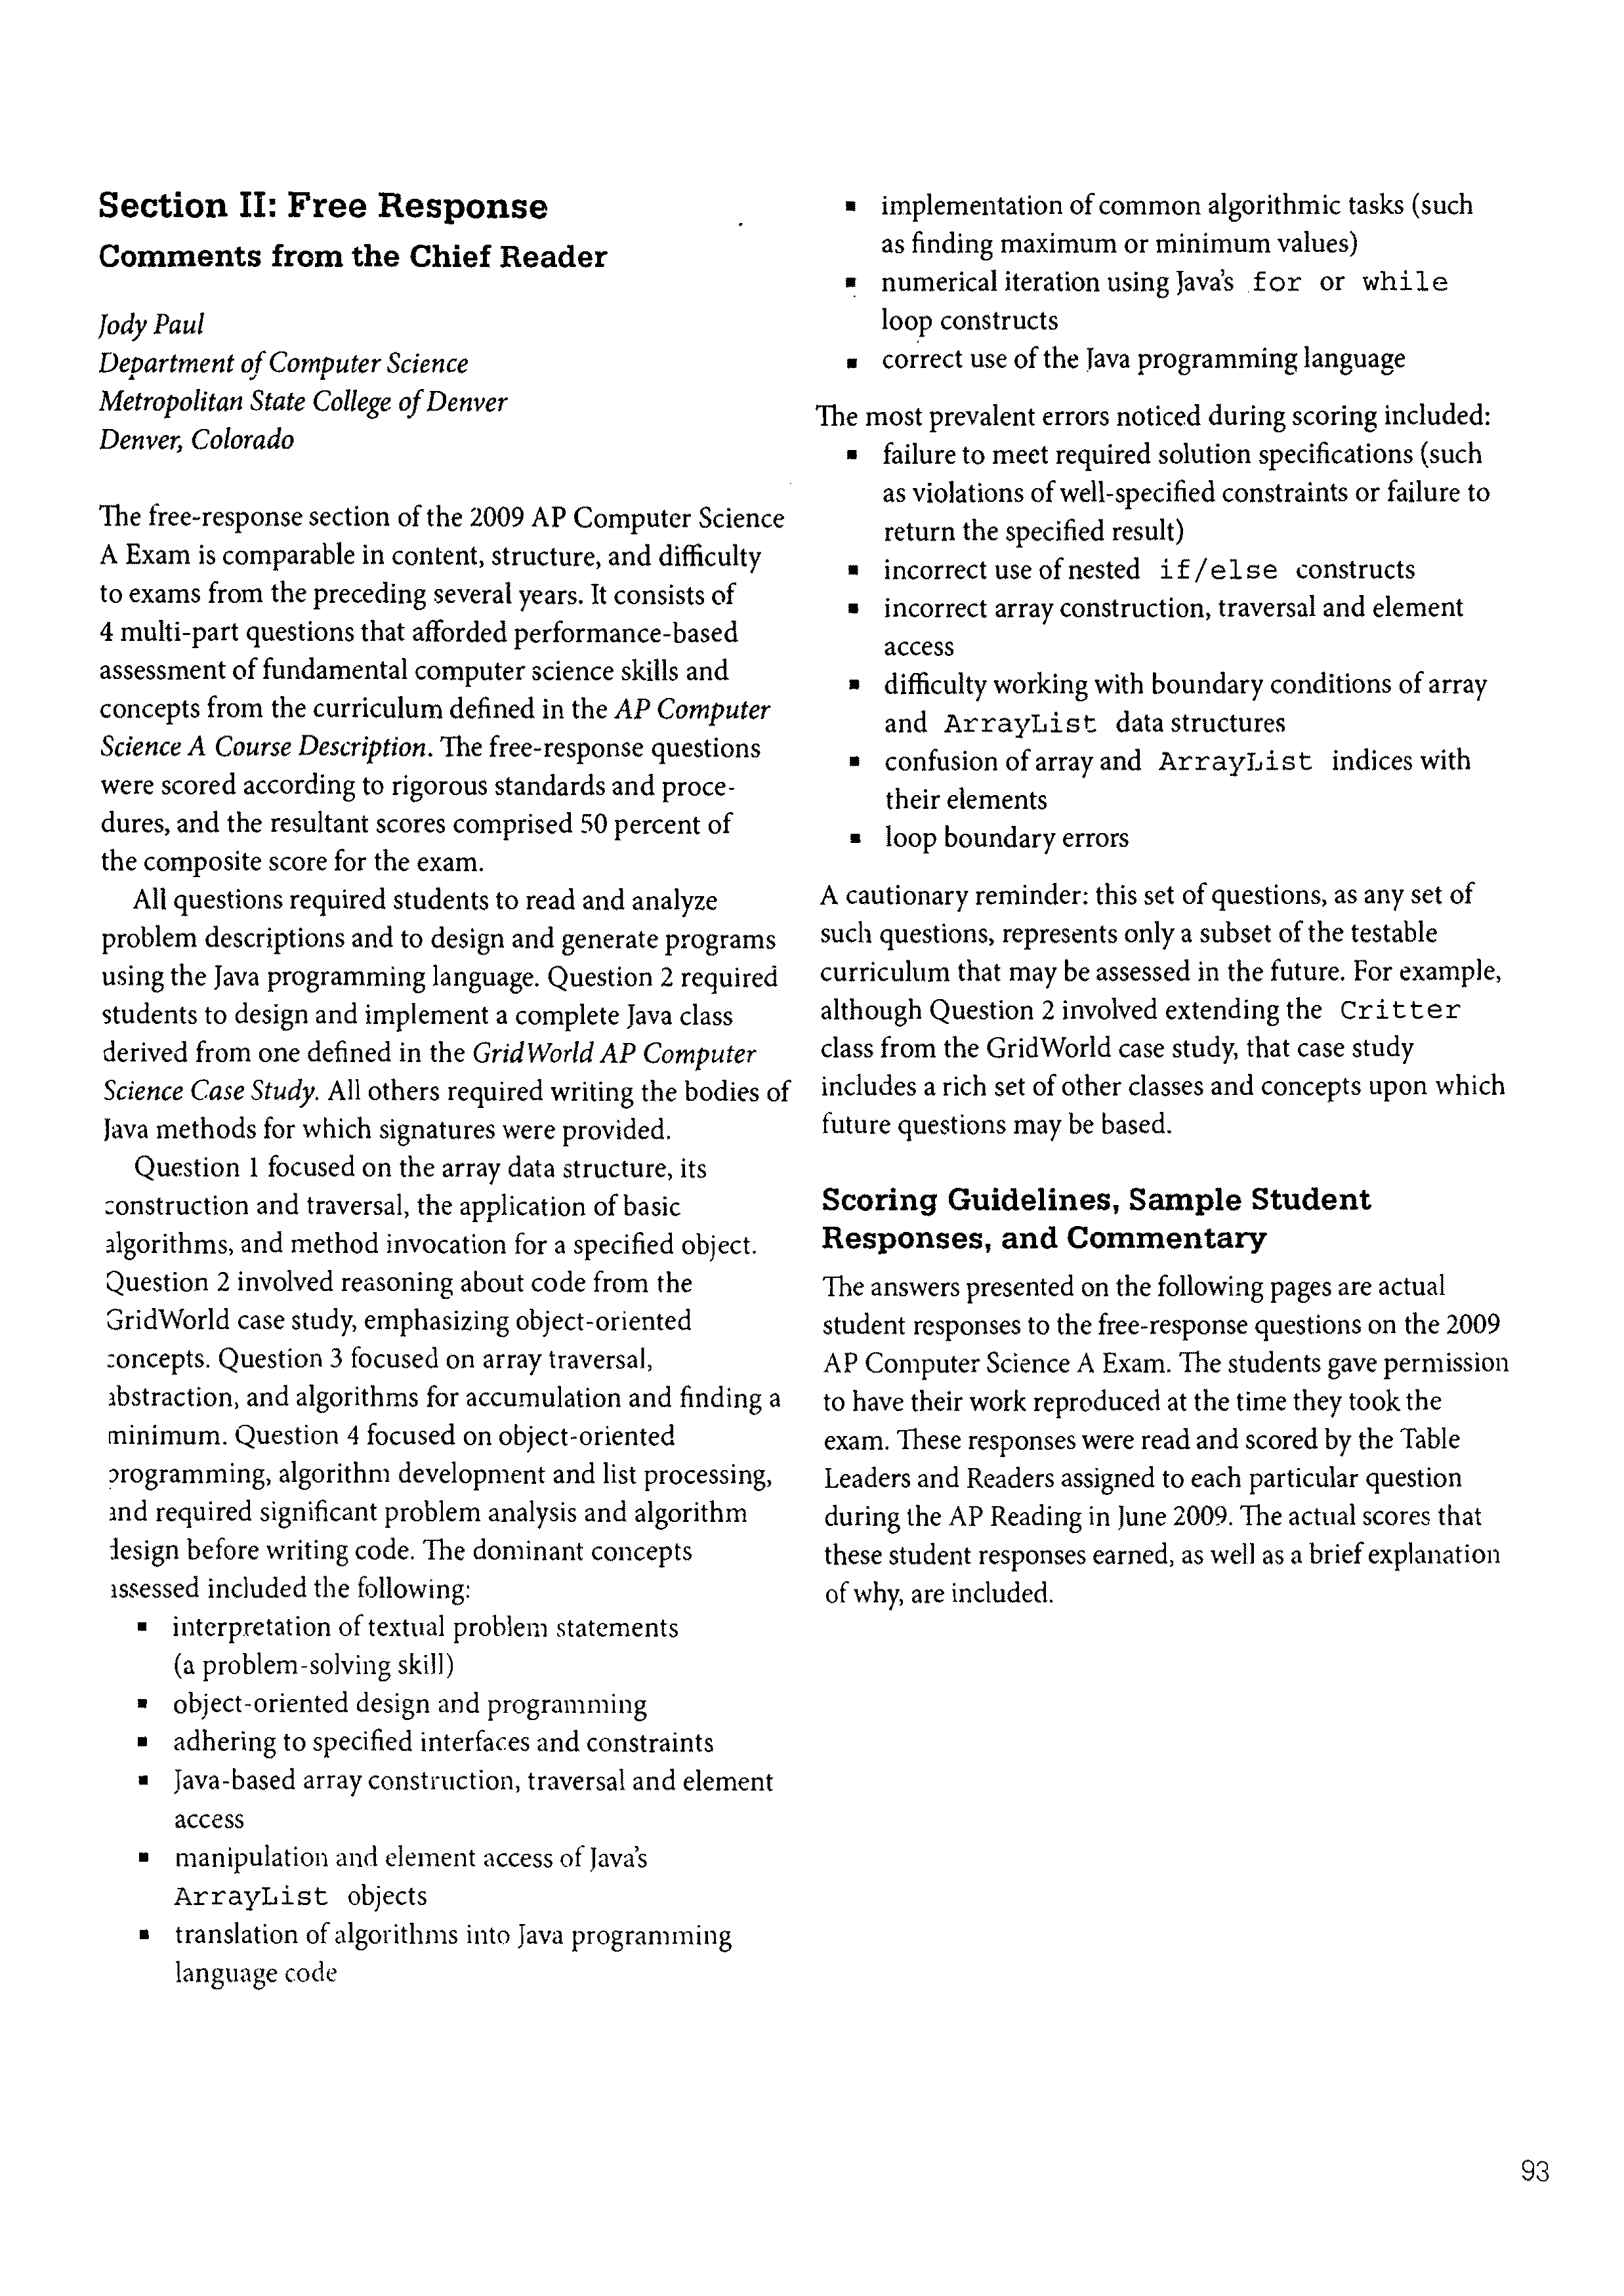 Section II: Free Response
Comments from the Chief Reader
Jody Paul
Department of Computer Science
Metropolitan State College of Denver
Denver, Colorado
The free-response section of the 2009 AP Computer Science
A Exam is comparable in content, structure, and difficulty
to exams from the preceding several years. It consists of
4 multi-part questions that afforded performance-based
assessment of fundamental computer science skills and
concepts from the curriculum defined in the AP Computer
Science A Course Description. The free-response questions
were scored according to rigorous standards and proce-
dures, and the resultant scores comprised 50 percent of
the composite score for the exam.
All questions required students to read and analyze
problem descriptions and to design and generate programs
using the Java programming language. Question 2 required
students to design and implement a complete Java class
derived from one defined in the GridWorld AP Computer
Science Case Study. All others required writing the bodies of
Java methods for which signatures were provided.
Question 1 focused on the array data structure, its
construction and traversal, the application of basic
algorithms, and method invocation for a specified object.
Question 2 involved reasoning about code from the
GridWorld case study, emphasizing object-oriented
concepts. Question 3 focused on array traversal,
abstraction, and algorithms for accumulation and finding a
minimum. Question 4 focused on object-oriented
programming, algorithm development and list processing,
and required significant problem analysis and algorithm
design before writing code. The dominant concepts
assessed included the following:
▪ interpretation of textual problem statements
(a problem-solving skill)
▪ object-oriented design and programming
▪ adhering to specified interfaces and constraints
▪ Java-based array construction, traversal and element
access
▪ manipulation and element access of Java's
ArrayList objects
▪ translation of algorithms into Java programming
language code
▪ implementation of common algorithmic tasks (such
as finding maximum or minimum values)
▪ numerical iteration using Java's for or while
loop constructs
▪ correct use of the Java programming language
The most prevalent errors noticed during scoring included:
▪ failure to meet required solution specifications (such
as violations of well-specified constraints or failure to
return the specified result)
▪ incorrect use of nested if/else constructs
▪ incorrect array construction, traversal and element
access
▪ difficulty working with boundary conditions of array
and ArrayList data structures
▪ confusion of array and ArrayList indices with
their elements
▪ loop boundary errors
A cautionary reminder: this set of questions, as any set of
such questions, represents only a subset of the testable
curriculum that may be assessed in the future. For example,
although Question 2 involved extending the Critter
class from the GridWorld case study, that case study
includes a rich set of other classes and concepts upon which
future questions may be based.
Scoring Guidelines, Sample Student
Responses, and Commentary
The answers presented on the following pages are actual
student responses to the free-response questions on the 2009
AP Computer Science A Exam. The students gave permission
to have their work reproduced at the time they took the
exam. These responses were read and scored by the Table
Leaders and Readers assigned to each particular question
during the AP Reading in June 2009. The actual scores that
these student responses earned, as well as a brief explanation
of why, are included.
93